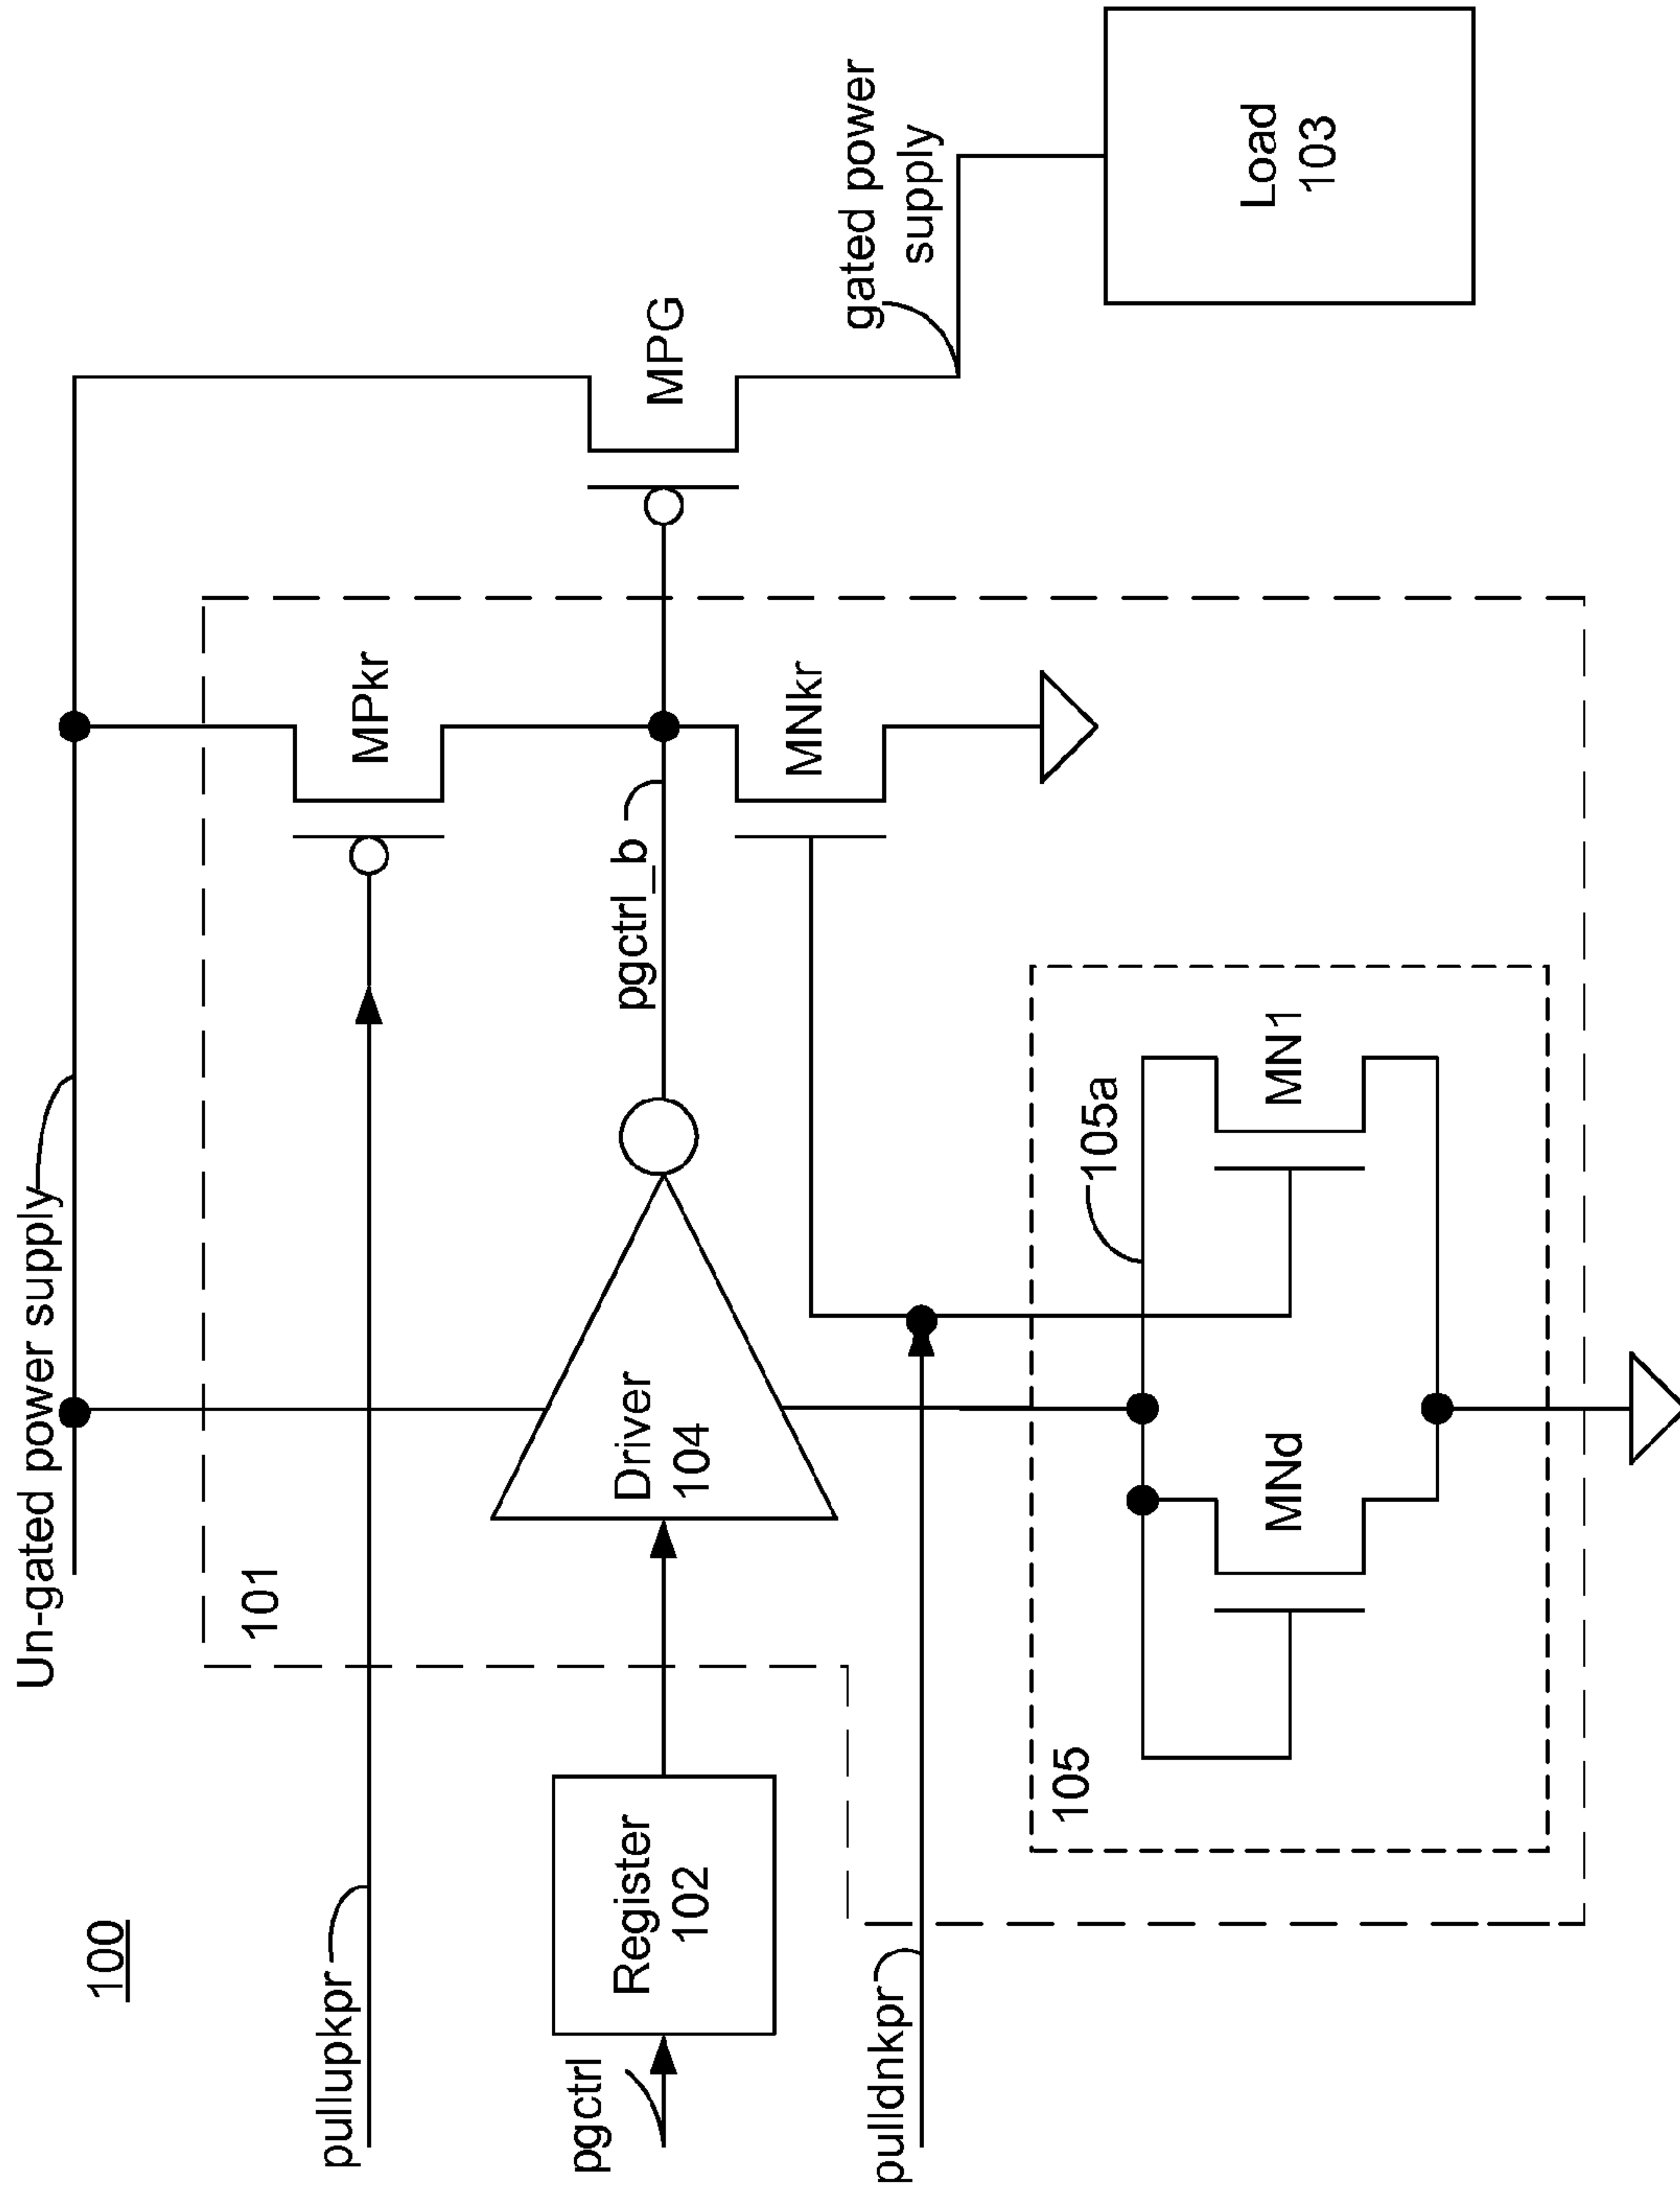 100
Un-gated power supply
pullupkpr
101
MPkr
MPG
pgctrl
Register
102
Driver
104
pgctrl_b
gated power
supply
pulldnkpr
MNkr
Load
103
105
105a
MNd
MN1